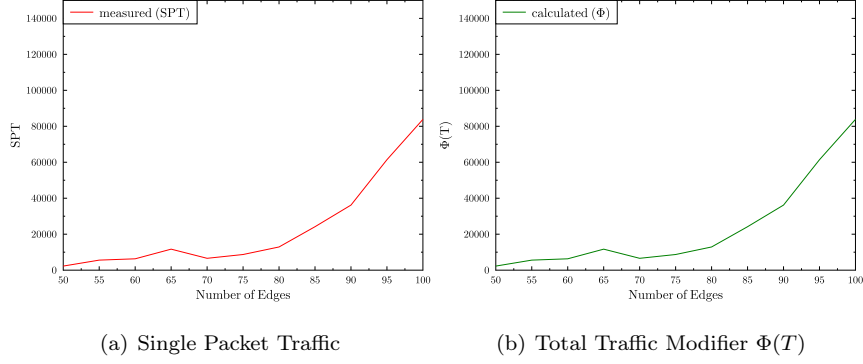 measured (SPT)
140000
120000
100000
80000
60000
40000
20000
0
SPT
50 55 60 65 70 75 80 85 90 95 100
Number of Edges
(a) Single Packet Traffic
calculated (Φ)
140000
120000
100000
80000
60000
40000
20000
0
Φ(T)
50 55 60 65 70 75 80 85 90 95 100
Number of Edges
(b) Total Traffic Modifier Φ(T)